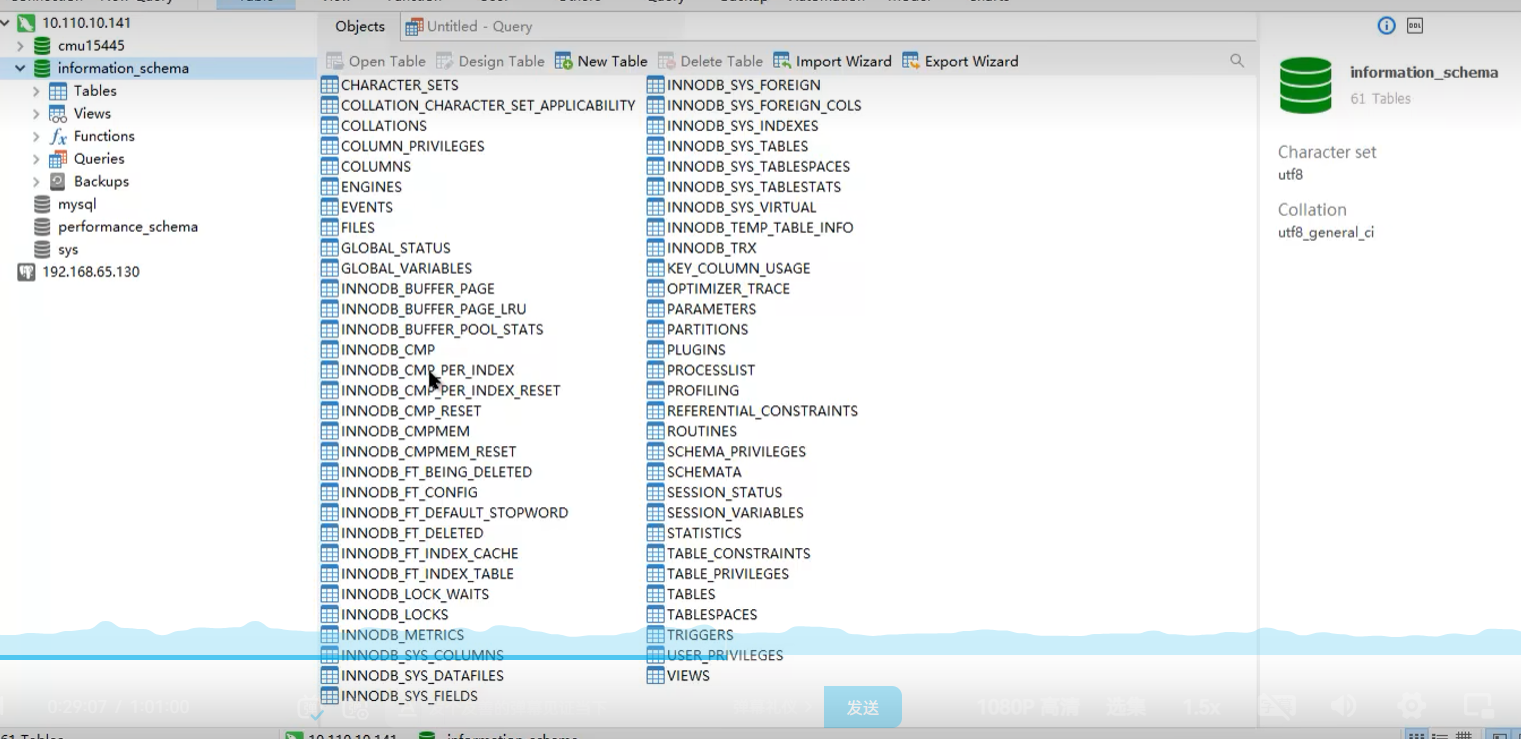 10.110.10.141
cmu15445
information_schema
Tables
Views
Functions
Queries
Backups
mysql
performance_schema
sys
192.168.65.130
Objects
Untitled - Query
Open Table
Design Table
New Table
Delete Table
Import Wizard
Export Wizard
CHARACTER_SETS
COLLATION_CHARACTER_SET_APPLICABILITY
COLLATIONS
COLUMN_PRIVILEGES
COLUMNS
ENGINES
EVENTS
FILES
GLOBAL_STATUS
GLOBAL_VARIABLES
INNODB_BUFFER_PAGE
INNODB_BUFFER_PAGE_LRU
INNODB_BUFFER_POOL_STATS
INNODB_CMP
INNODB_CMP_PER_INDEX
INNODB_CMP_PER_INDEX_RESET
INNODB_CMP_RESET
INNODB_CMPMEM
INNODB_CMPMEM_RESET
INNODB_FT_BEING_DELETED
INNODB_FT_CONFIG
INNODB_FT_DEFAULT_STOPWORD
INNODB_FT_DELETED
INNODB_FT_INDEX_CACHE
INNODB_FT_INDEX_TABLE
INNODB_LOCK_WAITS
INNODB_LOCKS
INNODB_METRICS
INNODB_SYS_COLUMNS
INNODB_SYS_DATAFILES
INNODB_SYS_FIELDS
INNODB_SYS_FOREIGN
INNODB_SYS_FOREIGN_COLS
INNODB_SYS_INDEXES
INNODB_SYS_TABLES
INNODB_SYS_TABLESPACES
INNODB_SYS_TABLESTATS
INNODB_SYS_VIRTUAL
INNODB_TEMP_TABLE_INFO
INNODB_TRX
KEY_COLUMN_USAGE
OPTIMIZER_TRACE
PARAMETERS
PARTITIONS
PLUGINS
PROCESSLIST
PROFILING
REFERENTIAL_CONSTRAINTS
ROUTINES
SCHEMA_PRIVILEGES
SCHEMATA
SESSION_STATUS
SESSION_VARIABLES
STATISTICS
TABLE_CONSTRAINTS
TABLE_PRIVILEGES
TABLES
TABLESPACES
TRIGGERS
USER_PRIVILEGES
VIEWS
DDL
information_schema
61 Tables
Character set
utf8
Collation
utf8_general_ci
0:29:07 / 1:01:00
发送
1080P 高清
选集
1.5x
61 Tables
10.110.10.141
information_schema